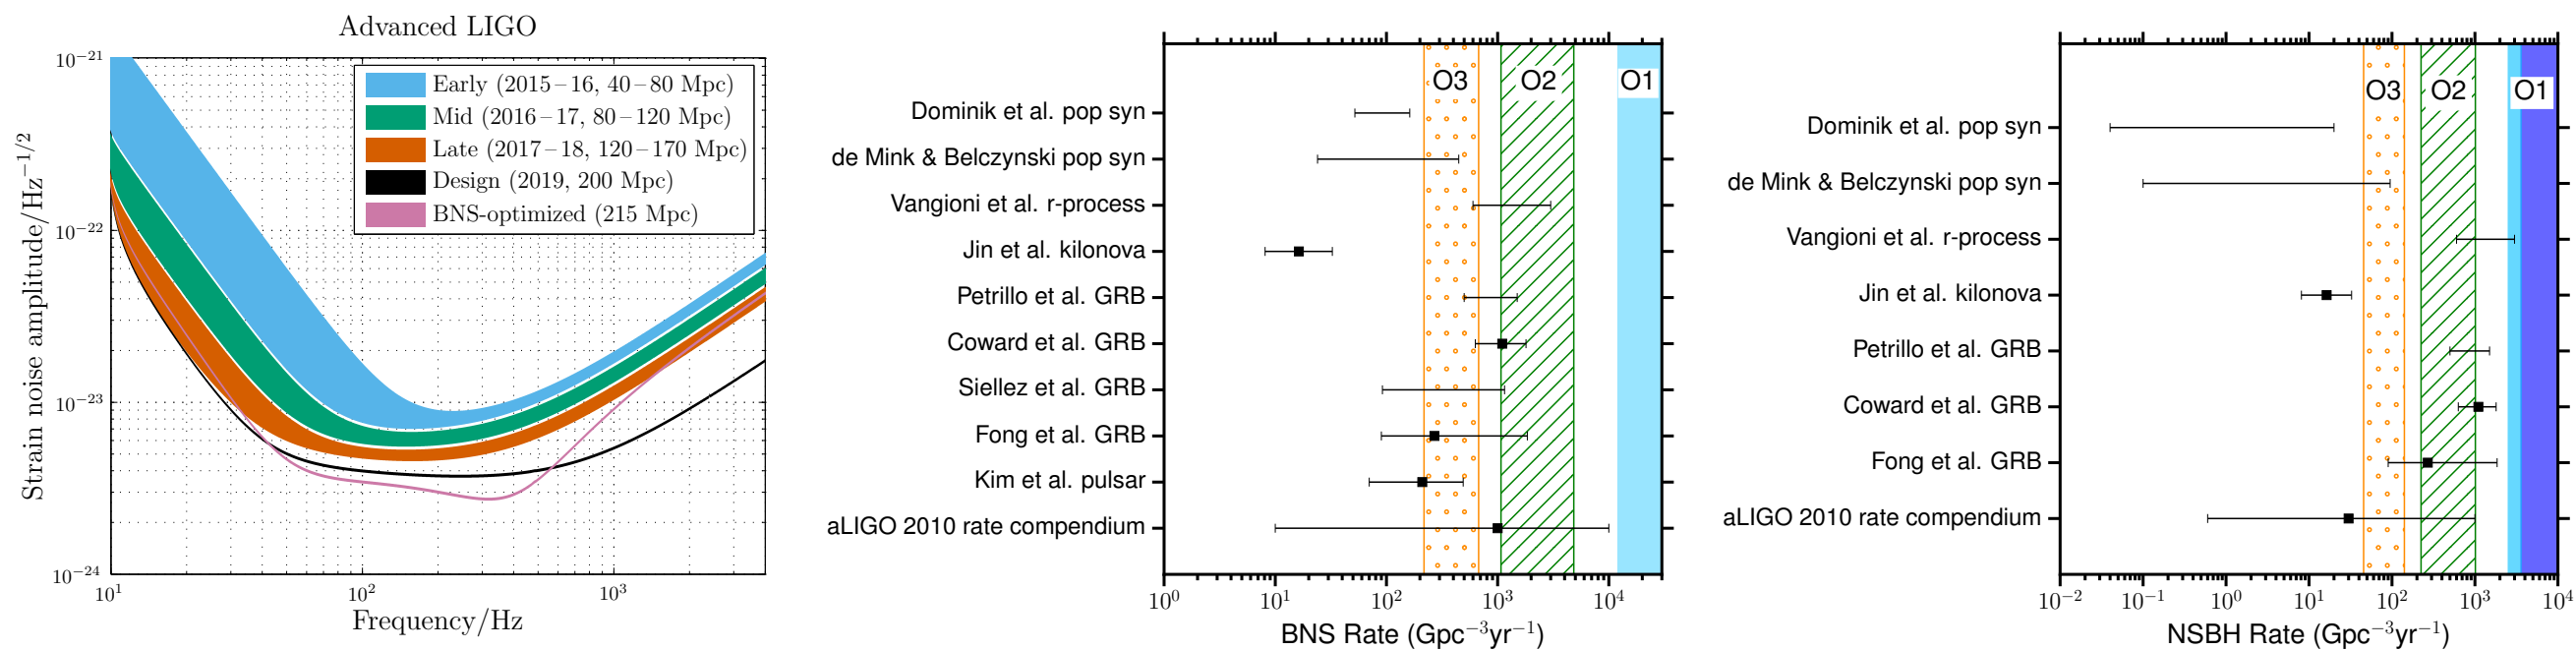 Advanced LIGO
Strain noise amplitude/Hz^−1/2
10^−21
10^−22
10^−23
10^−24
Early (2015–16, 40–80 Mpc)
Mid (2016–17, 80–120 Mpc)
Late (2017–18, 120–170 Mpc)
Design (2019, 200 Mpc)
BNS-optimized (215 Mpc)
10^1 10^2 10^3
Frequency/Hz
O3 O2 O1
Dominik et al. pop syn
de Mink & Belczynski pop syn
Vangioni et al. r-process
Jin et al. kilonova
Petrillo et al. GRB
Coward et al. GRB
Siellez et al. GRB
Fong et al. GRB
Kim et al. pulsar
aLIGO 2010 rate compendium
10^0 10^1 10^2 10^3 10^4
BNS Rate (Gpc^−3yr^−1)
O3 O2 O1
Dominik et al. pop syn
de Mink & Belczynski pop syn
Vangioni et al. r-process
Jin et al. kilonova
Petrillo et al. GRB
Coward et al. GRB
Fong et al. GRB
aLIGO 2010 rate compendium
10^−2 10^−1 10^0 10^1 10^2 10^3 10^4
NSBH Rate (Gpc^−3yr^−1)